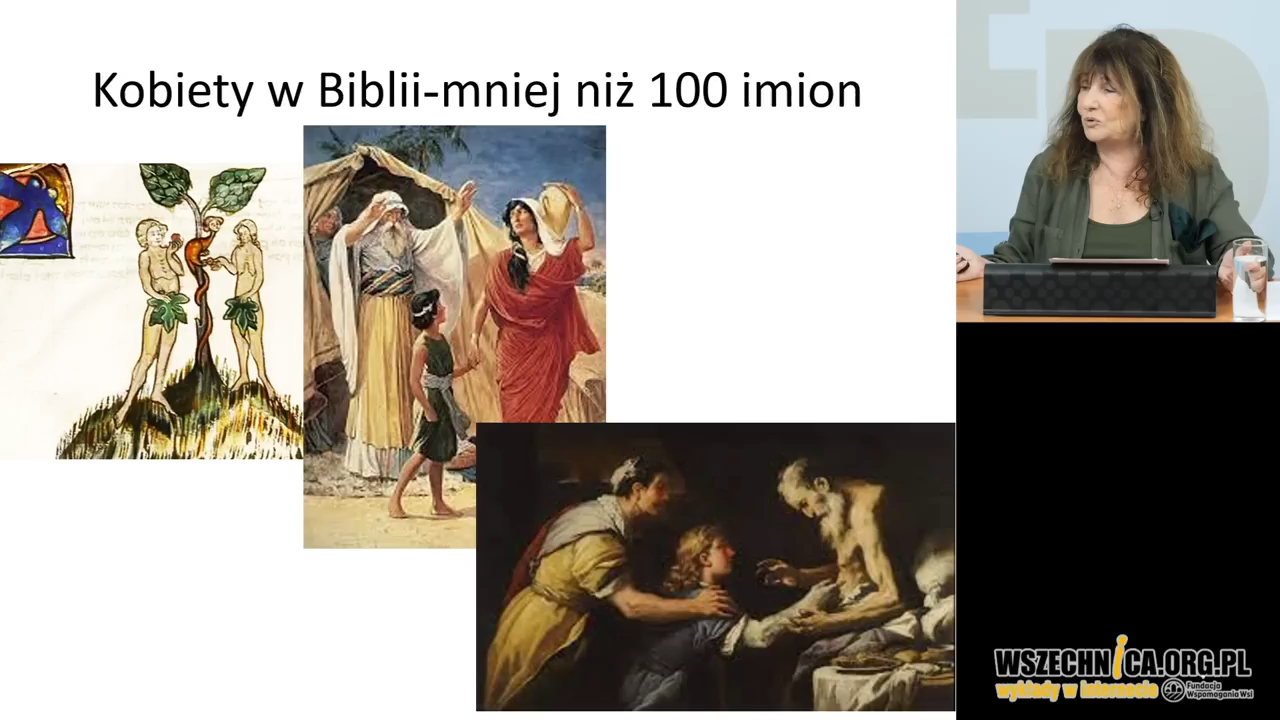 Kobiety w Biblii-mniej niż 100 imion
WSZECHNICA.ORG.PL
wykłady w internecie
Fundacja
Wspomagania Wsi